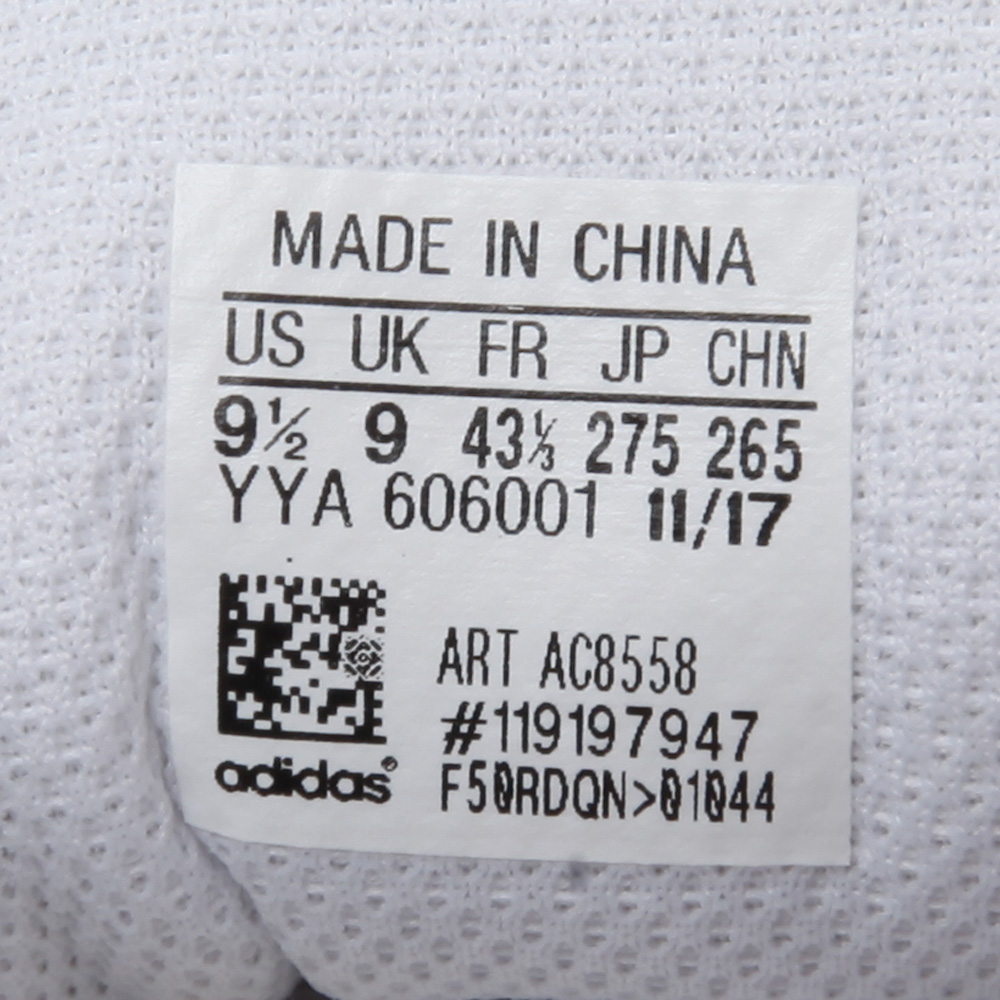 MADE IN CHINA
US UK FR JP CHN
9½ 9 43⅓ 275 265
YYA 606001 11/17
ART AC8558
#119197947
adidas®
F50RDQN>01044